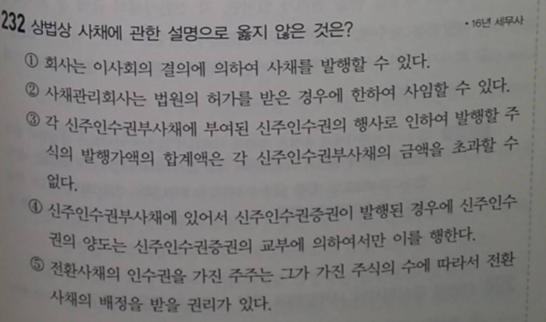 232 상법상 사채에 관한 설명으로 옳지 않은 것은?
• 16년 세무사
① 회사는 이사회의 결의에 의하여 사채를 발행할 수 있다.
② 사채관리회사는 법원의 허가를 받은 경우에 한하여 사임할 수 있다.
③ 각 신주인수권부사채에 부여된 신주인수권의 행사로 인하여 발행할 주
식의 발행가액의 합계액은 각 신주인수권부사채의 금액을 초과할 수
없다.
④ 신주인수권부사채에 있어서 신주인수권증권이 발행된 경우에 신주인수
권의 양도는 신주인수권증권의 교부에 의하여서만 이를 행한다.
⑤ 전환사채의 인수권을 가진 주주는 그가 가진 주식의 수에 따라서 전환
사채의 배정을 받을 권리가 있다.